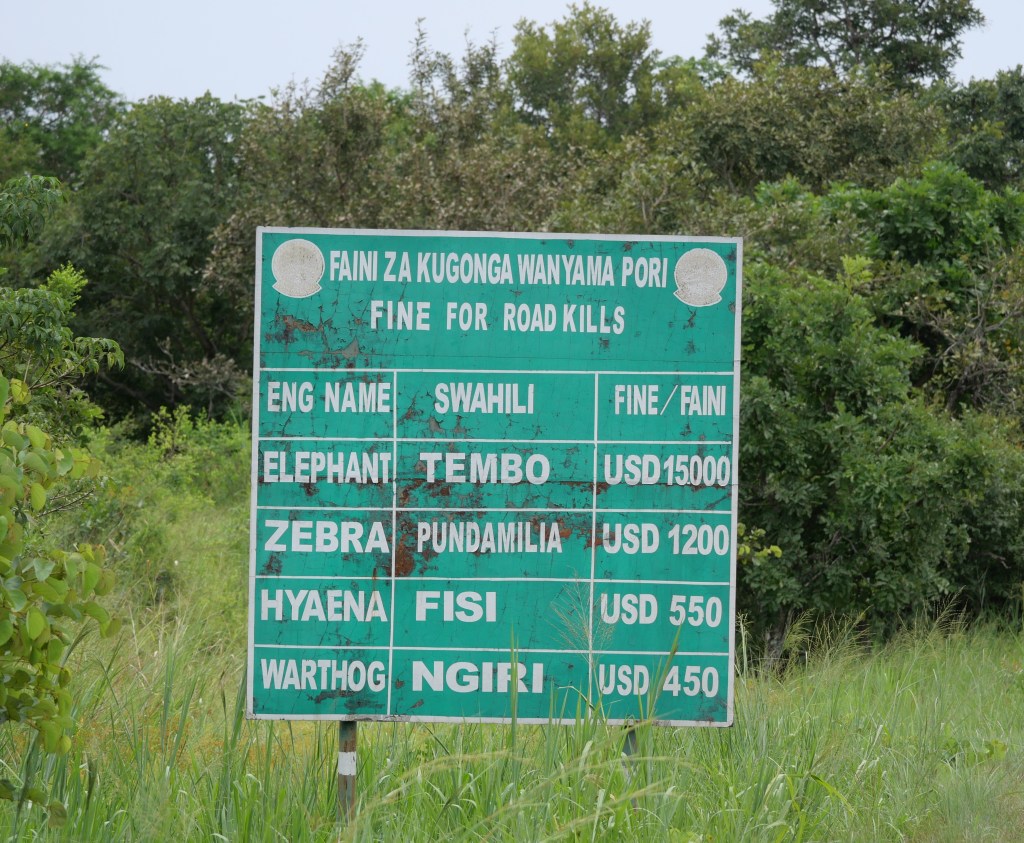 FAINI ZA KUGONGA WANYAMA PORI
FINE FOR ROAD KILLS
ENG NAME SWAHILI FINE/FAINI
ELEPHANT TEMBO USD 15000
ZEBRA PUNDAMILIA USD 1200
HYAENA FISI USD 550
WARTHOG NGIRI USD 450